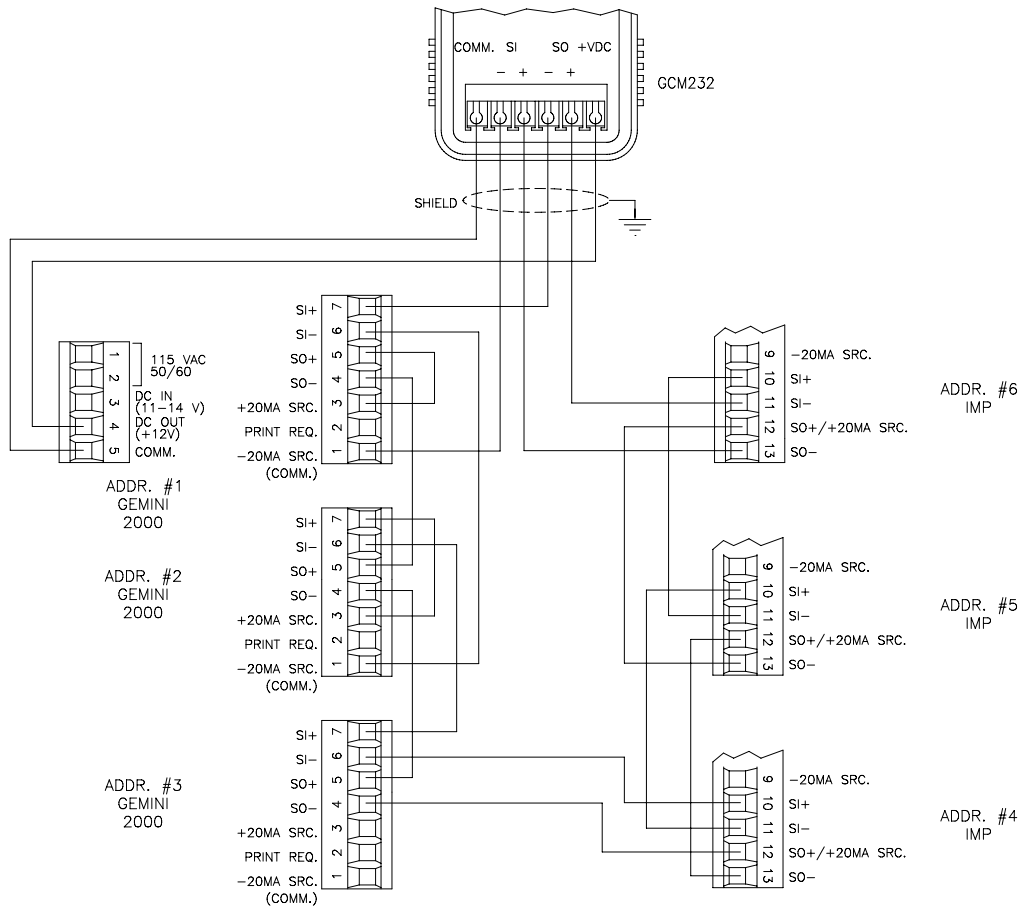 COMM. SI SO +VDC
- + - +
GCM232
SHIELD
1
2
3
4
5
115 VAC
50/60
DC IN
(11-14 V)
DC OUT
(+12V)
COMM.
ADDR. #1
GEMINI
2000
SI+ 7
SI- 6
SO+ 5
SO- 4
+20MA SRC. 3
PRINT REQ. 2
-20MA SRC. 1
(COMM.)
9 -20MA SRC.
10 SI+
11 SI-
12 SO+/+20MA SRC.
13 SO-
ADDR. #6
IMP
ADDR. #2
GEMINI
2000
SI+ 7
SI- 6
SO+ 5
SO- 4
+20MA SRC. 3
PRINT REQ. 2
-20MA SRC. 1
(COMM.)
9 -20MA SRC.
10 SI+
11 SI-
12 SO+/+20MA SRC.
13 SO-
ADDR. #5
IMP
ADDR. #3
GEMINI
2000
SI+ 7
SI- 6
SO+ 5
SO- 4
+20MA SRC. 3
PRINT REQ. 2
-20MA SRC. 1
(COMM.)
9 -20MA SRC.
10 SI+
11 SI-
12 SO+/+20MA SRC.
13 SO-
ADDR. #4
IMP